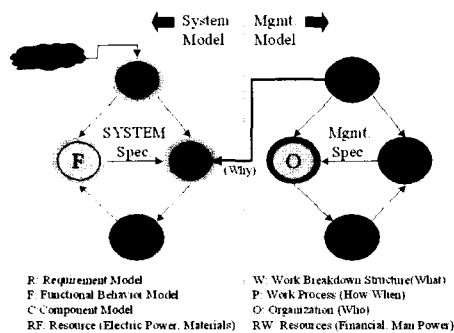 System Mgmt.
Model Model
SYSTEM
Spec
F
Mgmt.
Spec
O
(Why)
R: Requirement Model
F: Functional Behavior Model
C: Component Model
RF: Resource (Electric Power, Materials)
W: Work Breakdown Structure(What)
P: Work Process (How When)
O: Organization (Who)
RW Resources (Financial, Man Power)